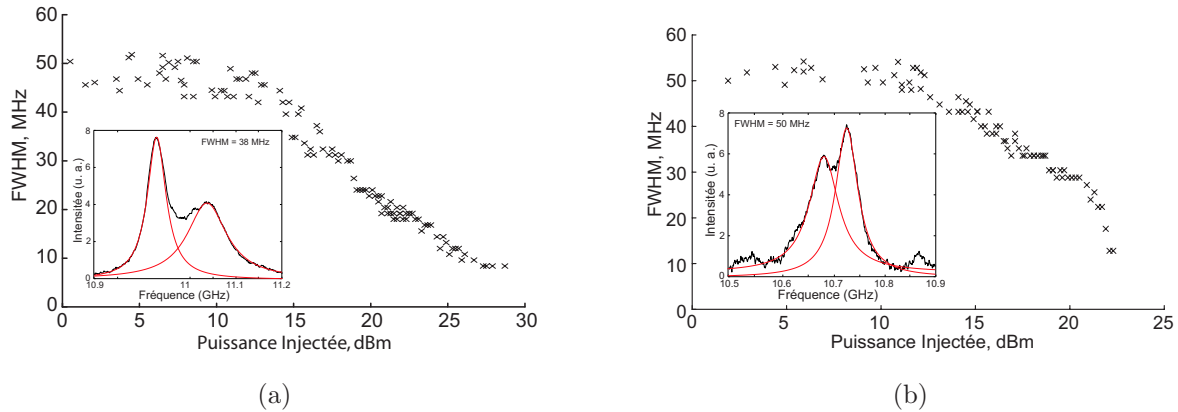 60
50
40
30
20
10
0
0 5 10 15 20 25 30
FWHM, MHz
Puissance Injectée, dBm
8
6
4
2
0
10.9 11 11.1 11.2
Intensitée (u. a.)
Fréquence (GHz)
FWHM = 38 MHz
(a)
60
50
40
30
20
10
0
0 5 10 15 20 25
FWHM, MHz
Puissance Injectée, dBm
8
6
4
2
0
10.5 10.6 10.7 10.8 10.9
Intensitée (u. a.)
Fréquence (GHz)
FWHM = 50 MHz
(b)